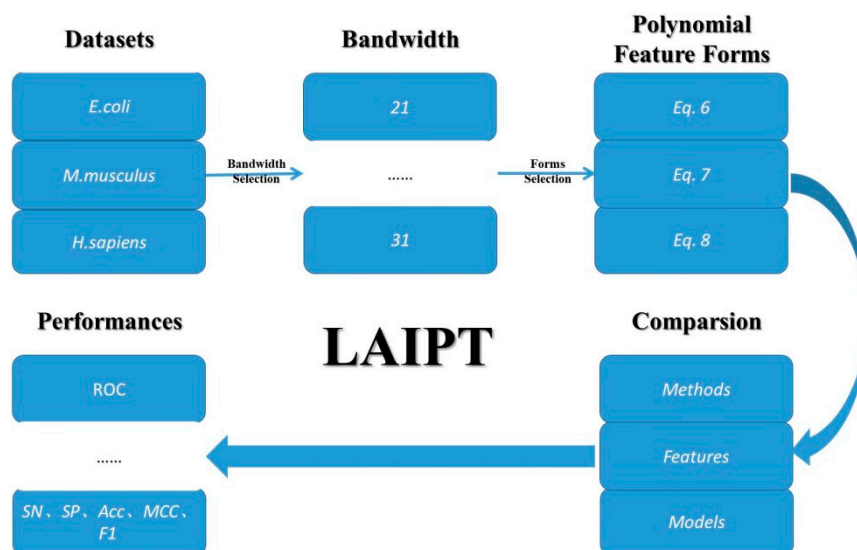 Datasets
E.coli
M.musculus
H.sapiens
Bandwidth
Selection
Bandwidth
21
......
31
Forms
Selection
Polynomial
Feature Forms
Eq. 6
Eq. 7
Eq. 8
Performances
ROC
......
SN、SP、Acc、MCC、
F1
LAIPT
Comparsion
Methods
Features
Models